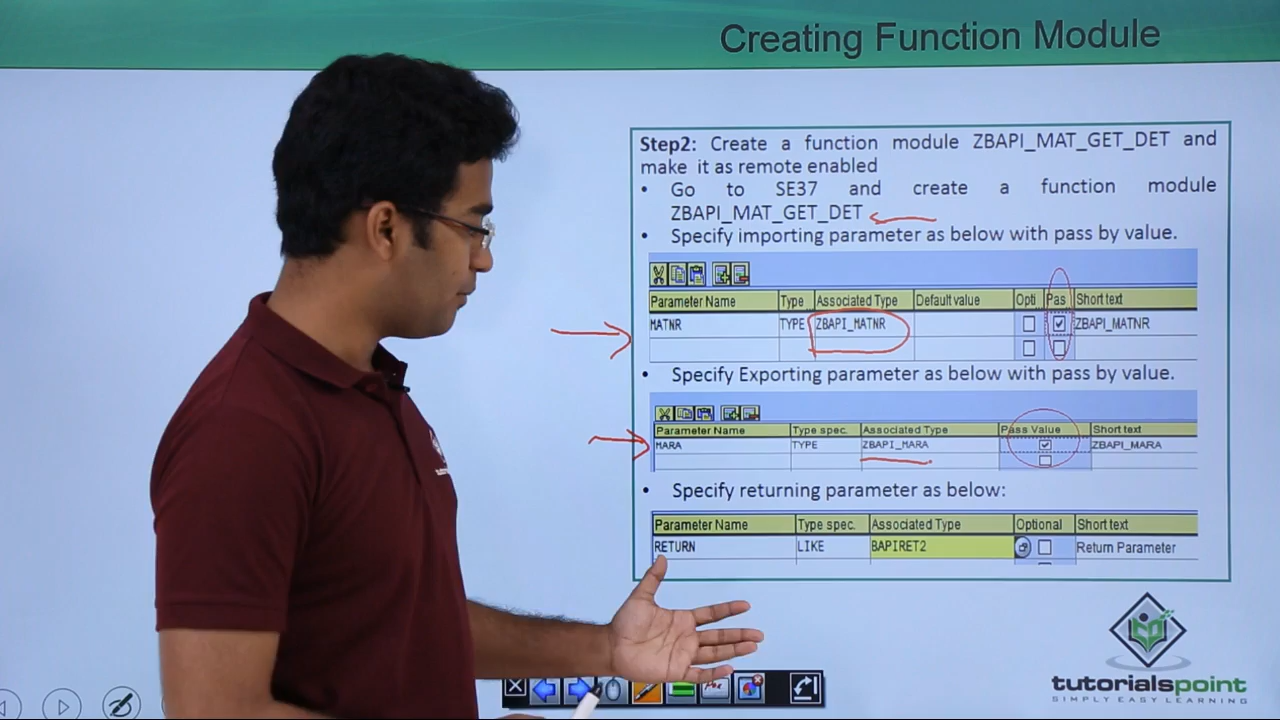 Creating Function Module
Step2: Create a function module ZBAPI_MAT_GET_DET and
make it as remote enabled
• Go to SE37 and create a function module
ZBAPI_MAT_GET_DET
• Specify importing parameter as below with pass by value.
Parameter Name Type Associated Type Default value Opti Pas Short text
MATNR TYPE ZBAPI_MATNR ZBAPI_MATNR
• Specify Exporting parameter as below with pass by value.
Parameter Name Type spec. Associated Type Pass Value Short text
MARA TYPE ZBAPI_MARA ZBAPI_MARA
• Specify returning parameter as below:
Parameter Name Type spec. Associated Type Optional Short text
RETURN LIKE BAPIRET2 Return Parameter
tutorialspoint
SIMPLY EASY LEARNING